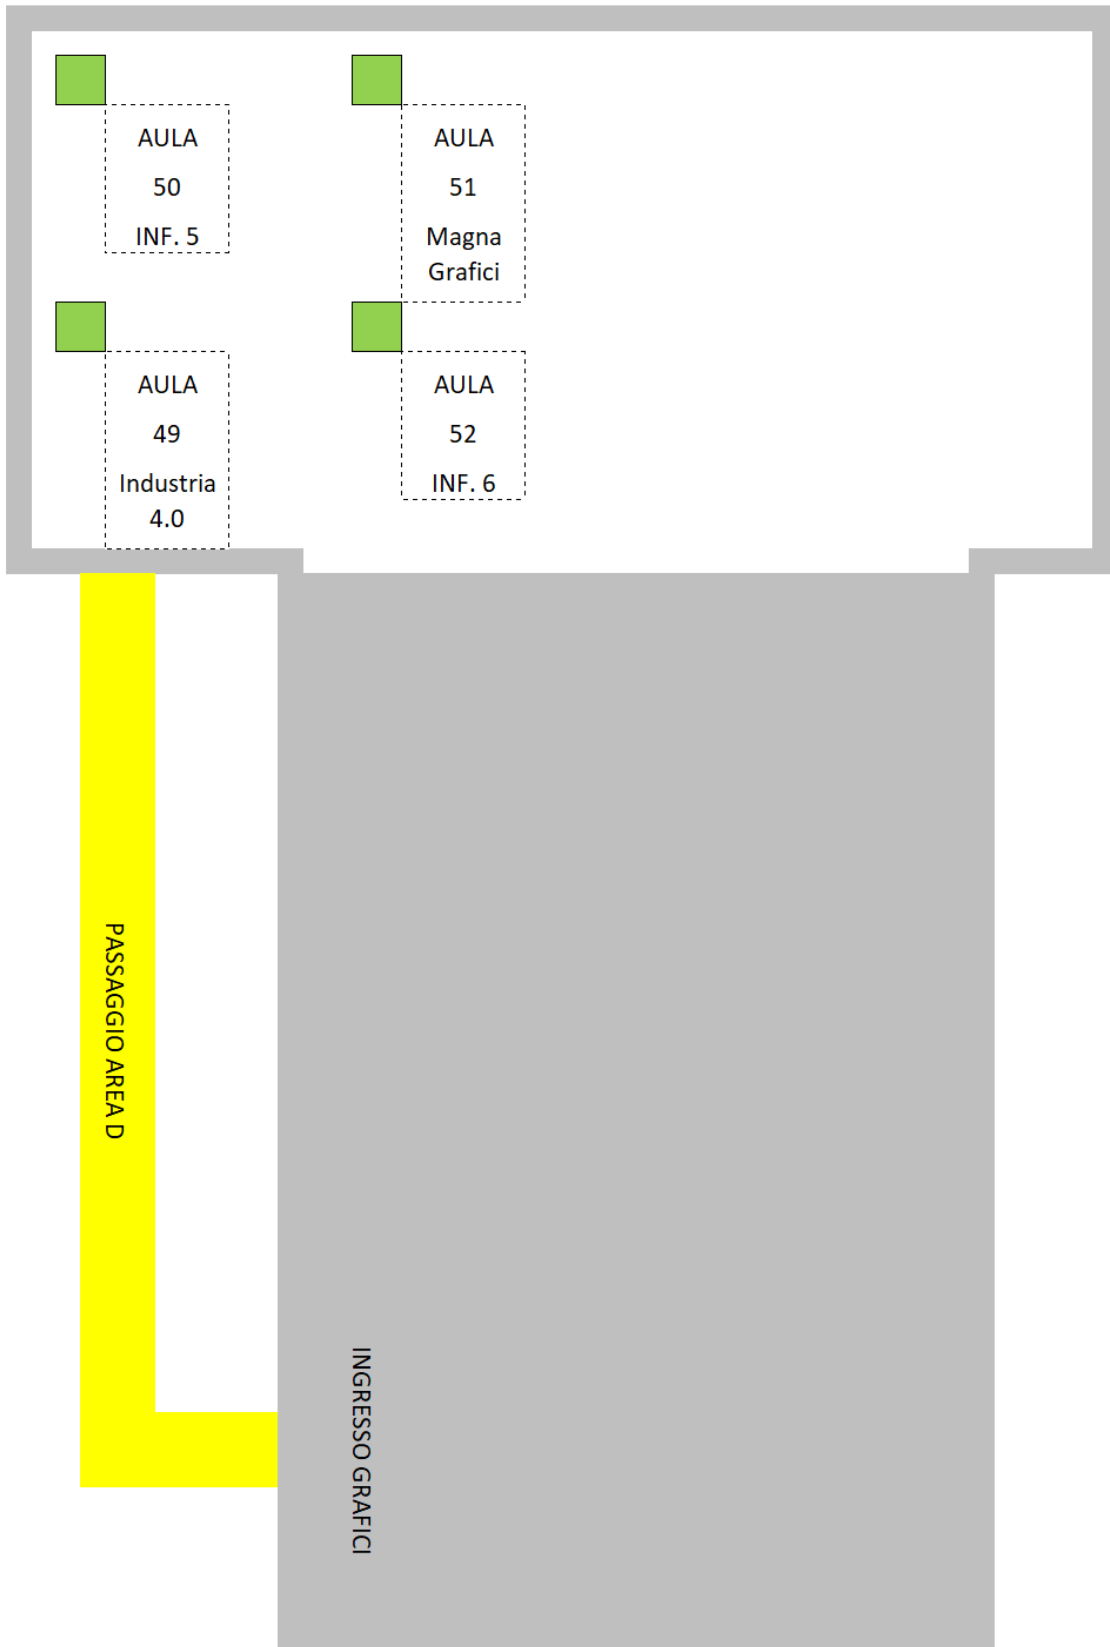 AULA
50
INF. 5
AULA
51
Magna
Grafici
AULA
49
Industria
4.0
AULA
52
INF. 6
PASSAGGIO AREA D
INGRESSO GRAFICI